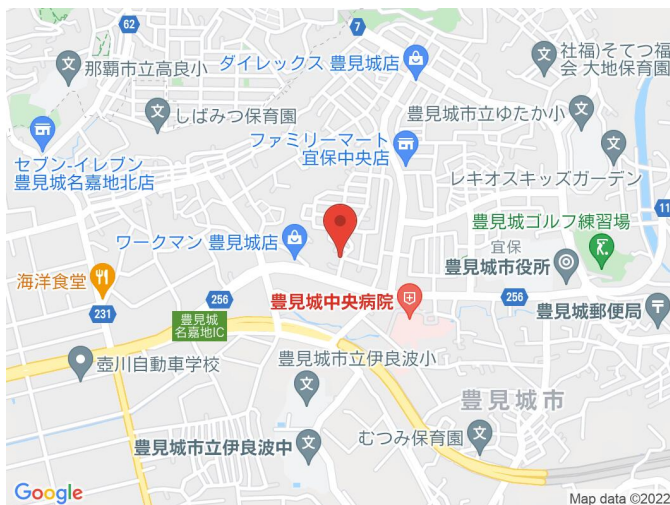 62
7
ダイレックス 豊見城店
社福)そてつ福
会 大地保育園
那覇市立高良小
しばみつ保育園
豊見城市立ゆたか小
ファミリーマート
宜保中央店
セブン-イレブン
豊見城名嘉地北店
レキオスキッズガーデン
11
豊見城ゴルフ練習場
ワークマン 豊見城店
宜保
豊見城市役所
海洋食堂
豊見城中央病院
256
256
豊見城郵便局
231
豊見城
名嘉地IC
壺川自動車学校
豊見城市立伊良波小
豊見城市
豊見城市立伊良波中
むつみ保育園
Google
Map data ©2022